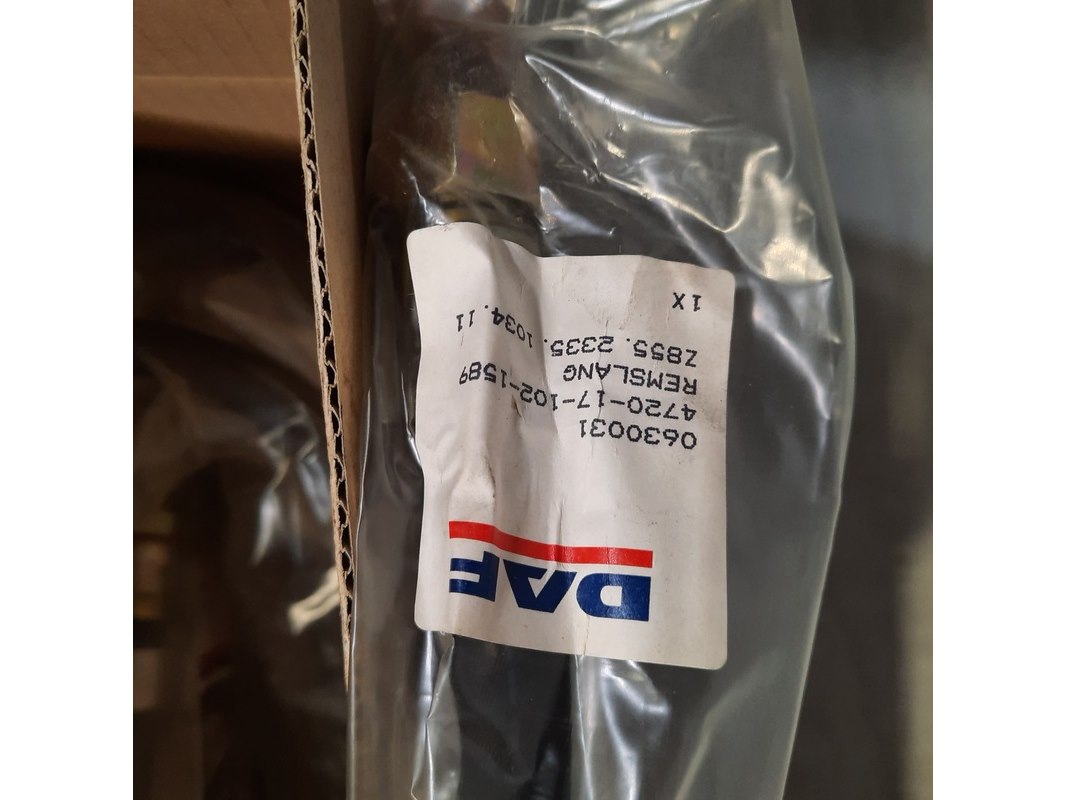 DAF
0630031
4720-17-102-1589
REMSLANG
Z855. 2335. 1034.11
1X